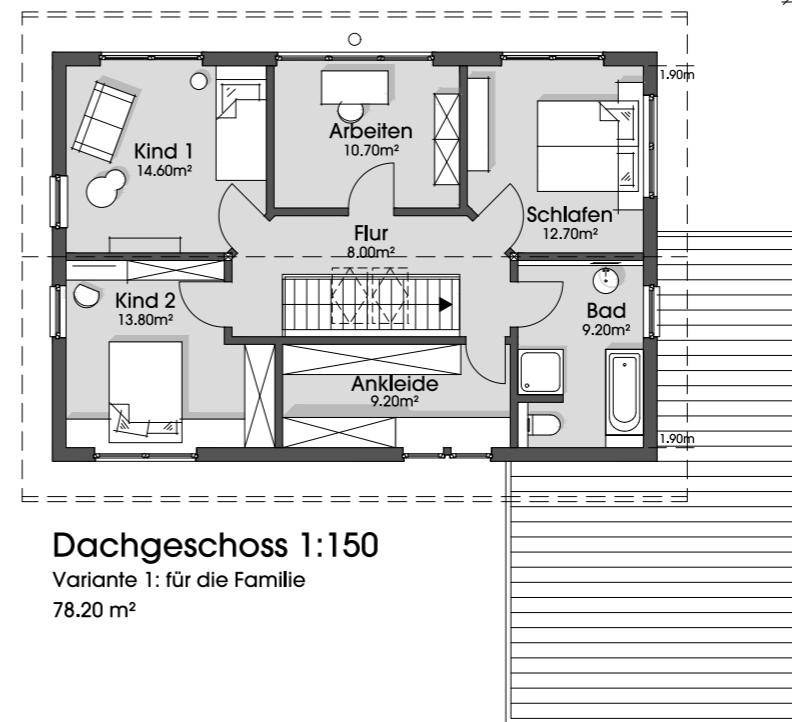 1.90m
Kind 1
14.60m²
Arbeiten
10.70m²
Schlafen
12.70m²
Flur
8.00m²
Kind 2
13.80m²
Bad
9.20m²
Ankleide
9.20m²
1.90m
Dachgeschoss 1:150
Variante 1: für die Familie
78.20 m²